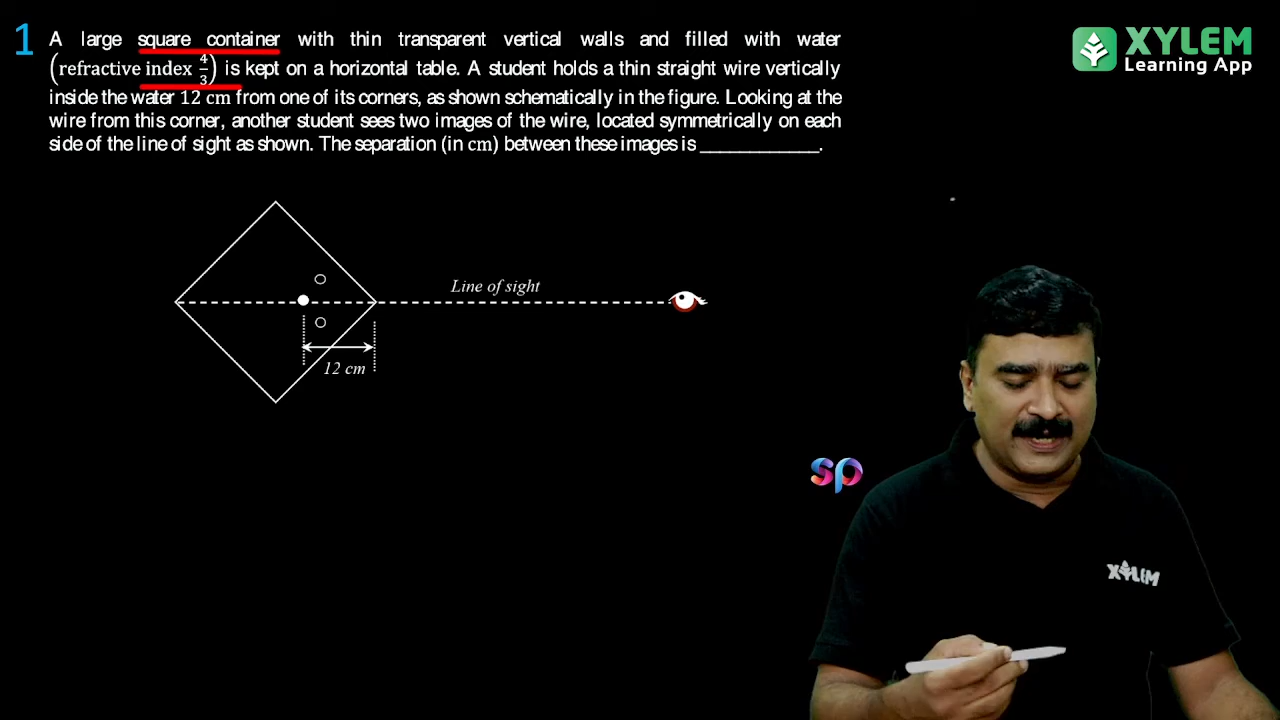 1
A large square container with thin transparent vertical walls and filled with water
(refractive index 4/3) is kept on a horizontal table. A student holds a thin straight wire vertically
inside the water 12 cm from one of its corners, as shown schematically in the figure. Looking at the
wire from this corner, another student sees two images of the wire, located symmetrically on each
side of the line of sight as shown. The separation (in cm) between these images is ____________.
XYLEM
Learning App
Line of sight
12 cm
sp
XYLEM